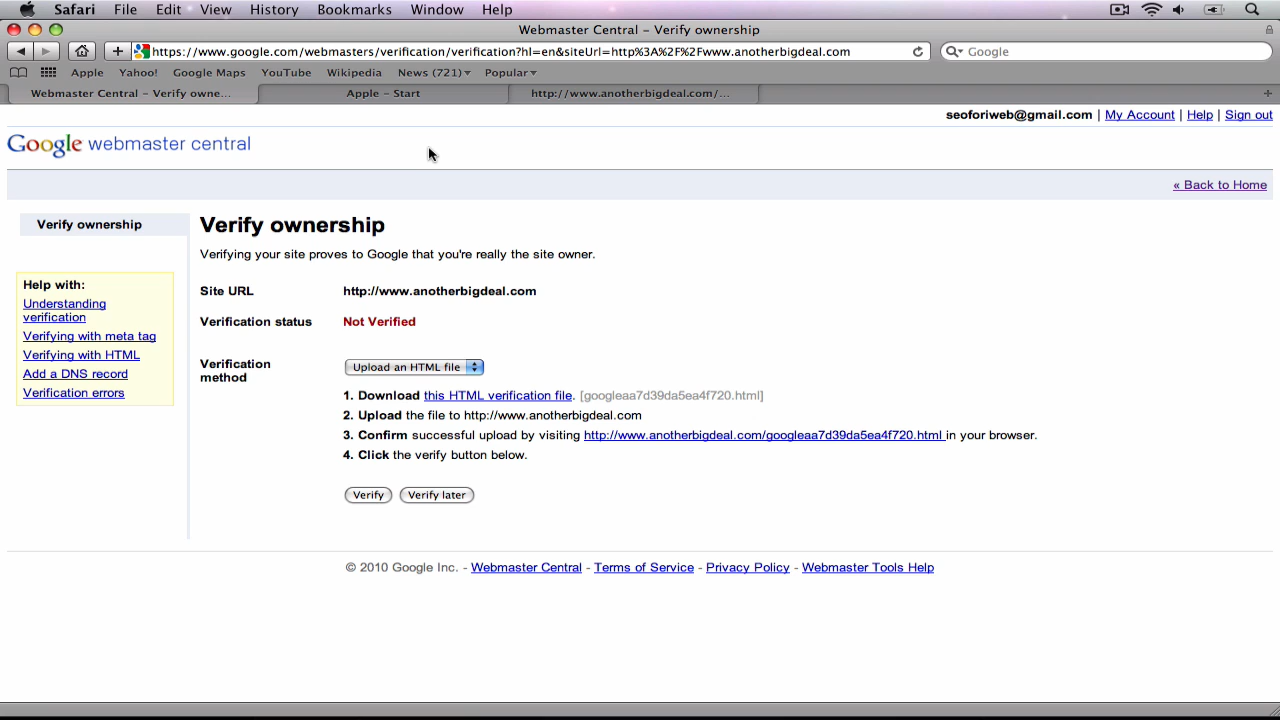 Safari File Edit View History Bookmarks Window Help
Webmaster Central – Verify ownership
https://www.google.com/webmasters/verification/verification?hl=en&siteUrl=http%3A%2F%2Fwww.anotherbigdeal.com
Google
Apple Yahoo! Google Maps YouTube Wikipedia News (721) Popular
Webmaster Central – Verify owne... Apple – Start http://www.anotherbigdeal.com/...
seoforiweb@gmail.com | My Account | Help | Sign out
Google webmaster central
« Back to Home
Verify ownership
Help with:
Understanding
verification
Verifying with meta tag
Verifying with HTML
Add a DNS record
Verification errors
Verify ownership
Verifying your site proves to Google that you're really the site owner.
Site URL http://www.anotherbigdeal.com
Verification status Not Verified
Verification
method
Upload an HTML file
1. Download this HTML verification file. [googleaa7d39da5ea4f720.html]
2. Upload the file to http://www.anotherbigdeal.com
3. Confirm successful upload by visiting http://www.anotherbigdeal.com/googleaa7d39da5ea4f720.html in your browser.
4. Click the verify button below.
Verify Verify later
© 2010 Google Inc. - Webmaster Central - Terms of Service - Privacy Policy - Webmaster Tools Help